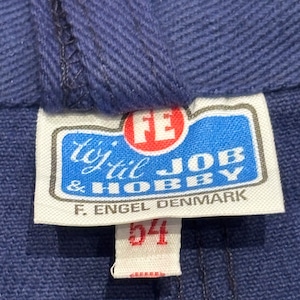 FE
tøj
til JOB
& HOBBY
F. ENGEL DENMARK
54